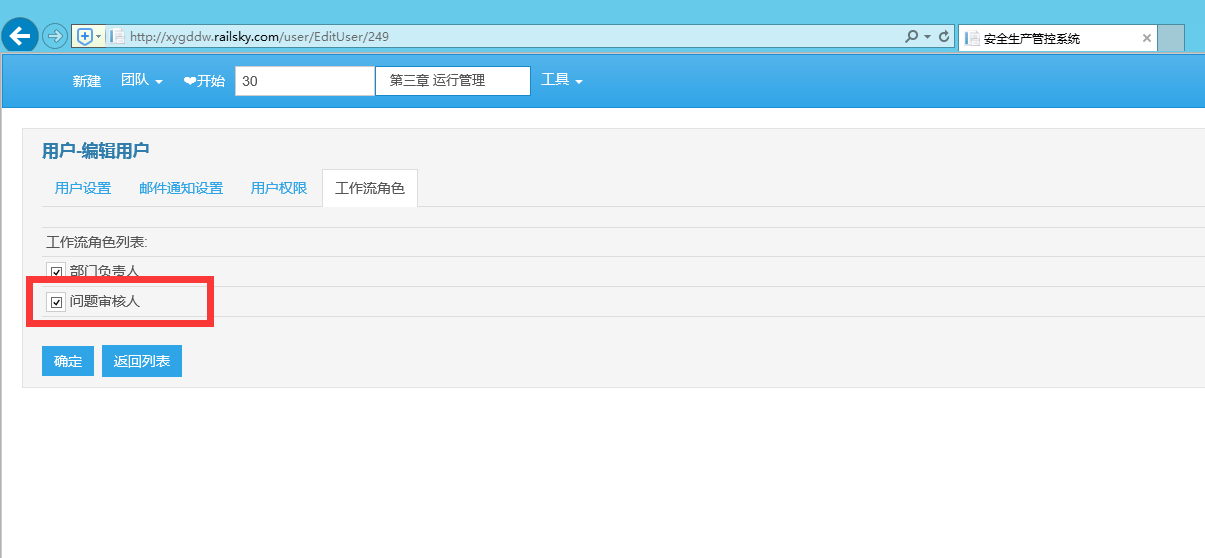 http://xygddw.railsky.com/user/EditUser/249
安全生产管控系统
新建 团队 ❤开始 30 第三章 运行管理 工具
用户-编辑用户
用户设置 邮件通知设置 用户权限 工作流角色
工作流角色列表:
部门负责人
问题审核人
确定 返回列表